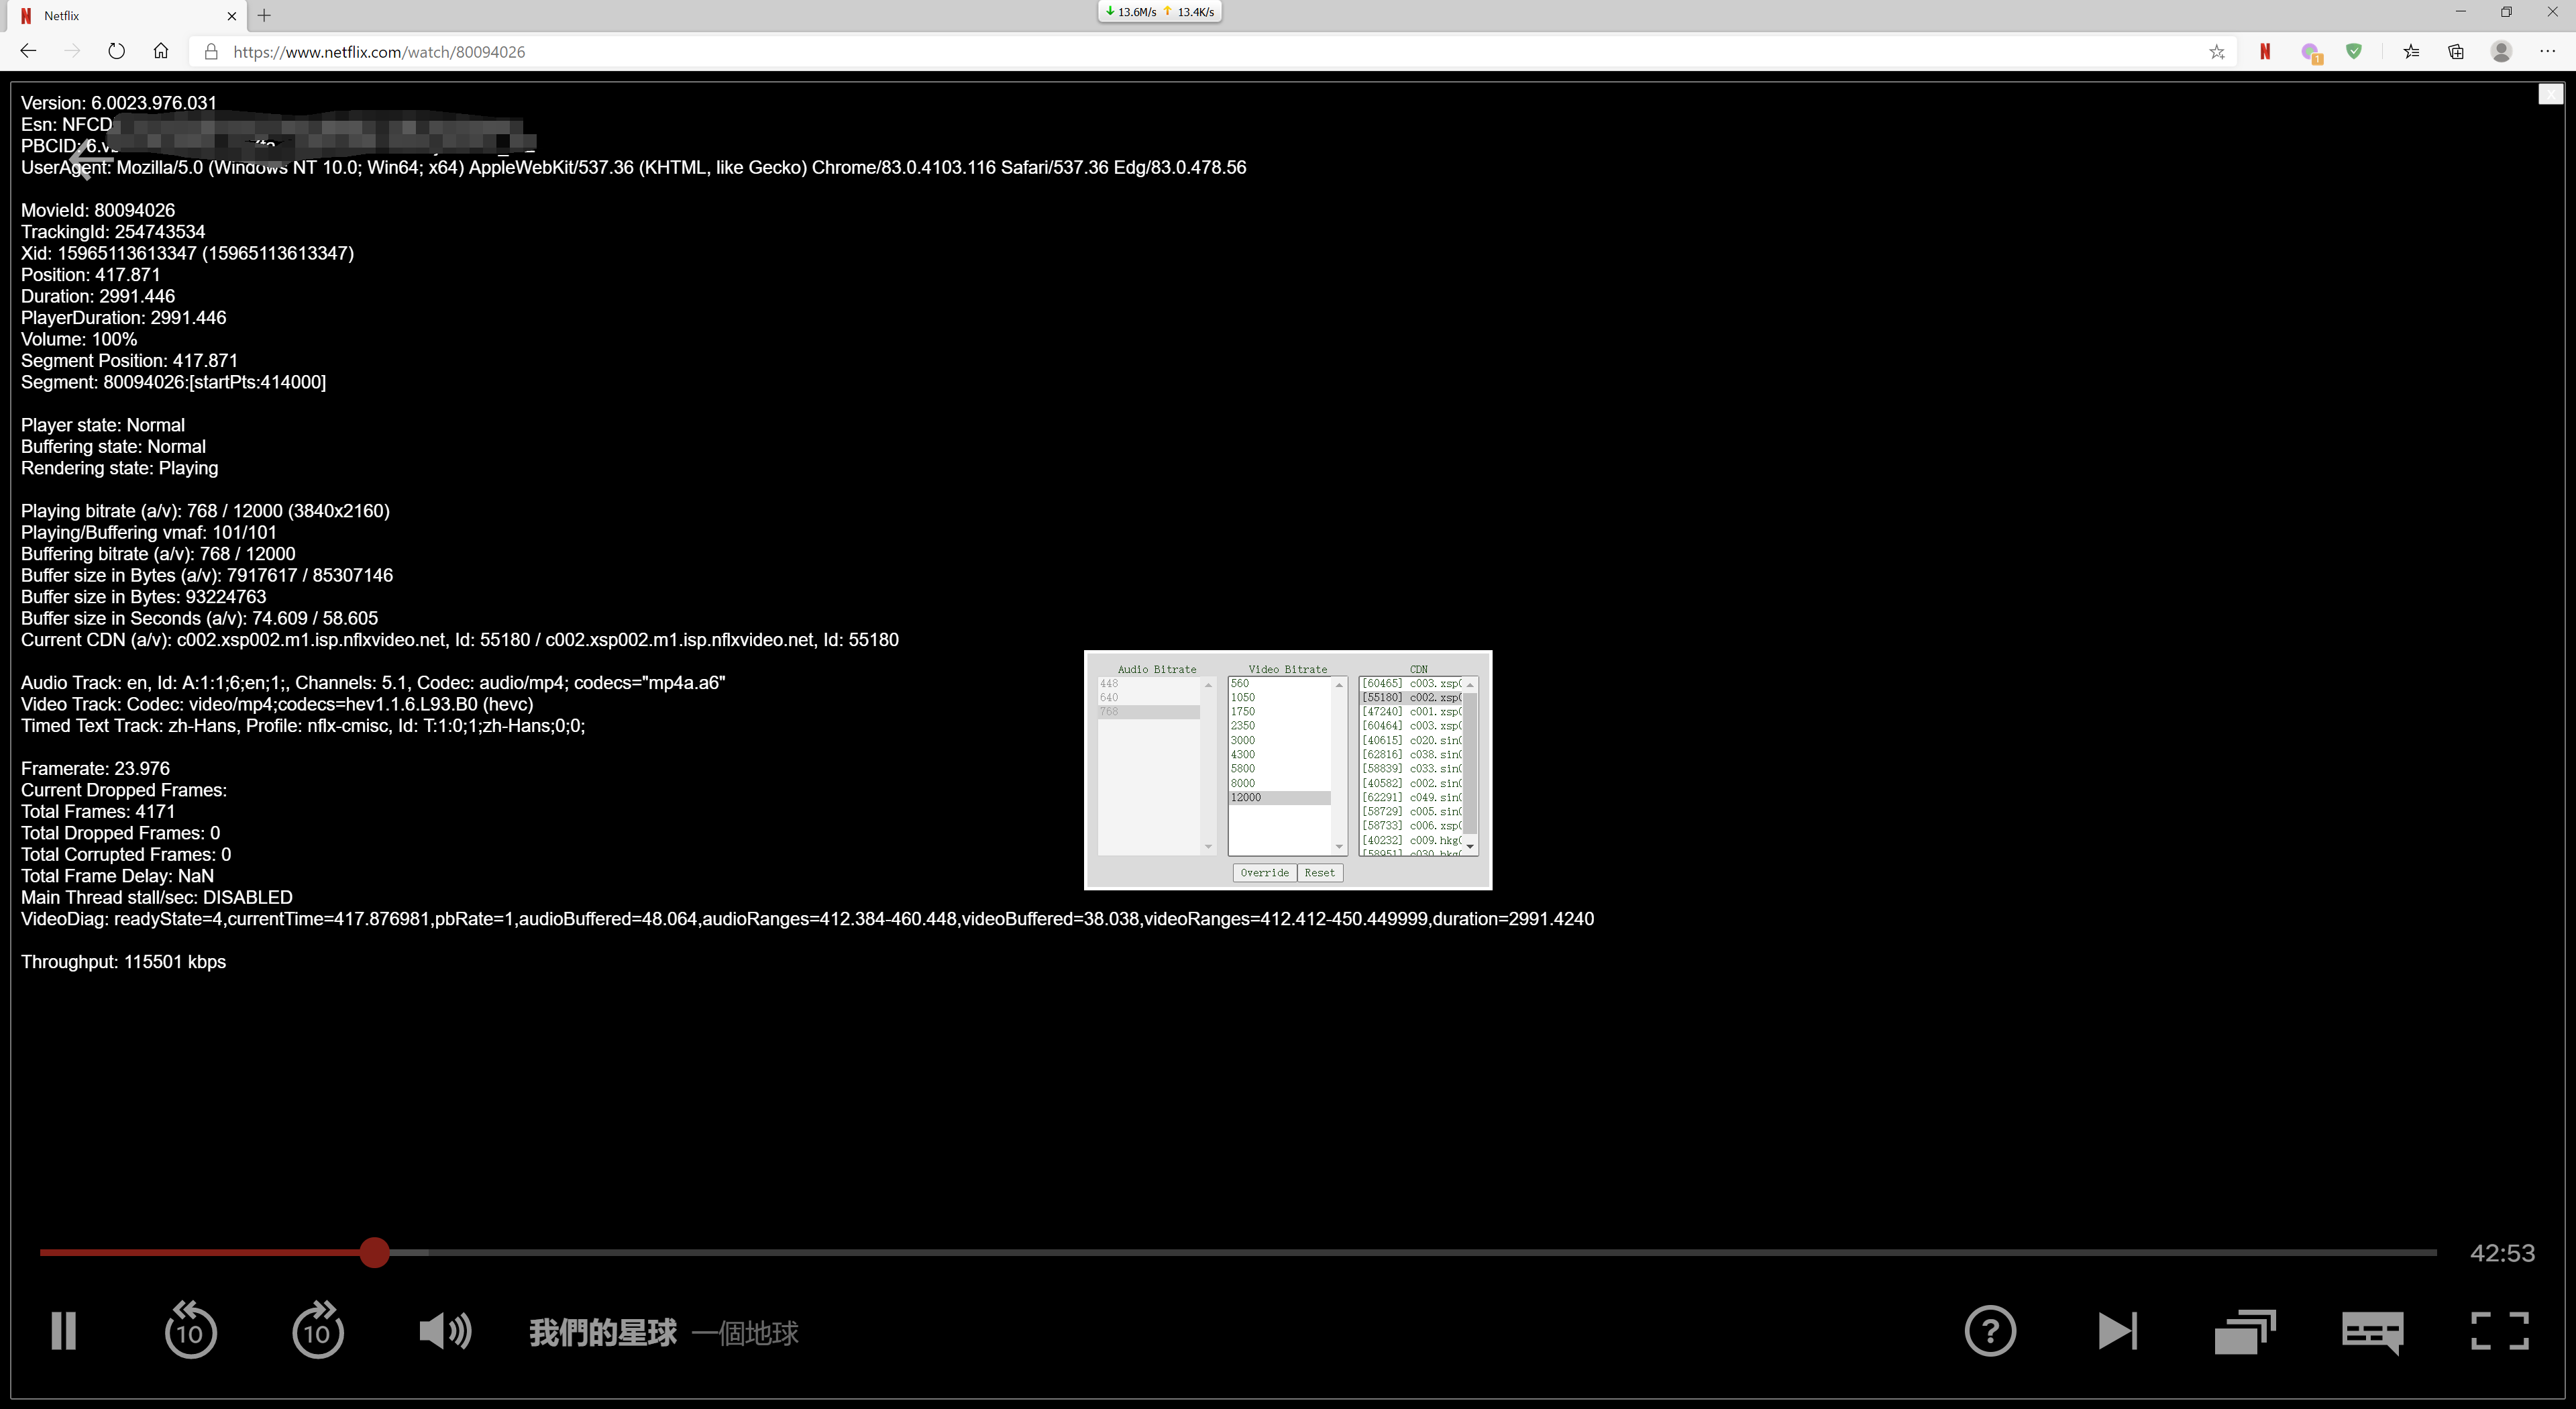 Netflix
13.6M/s 13.4K/s
https://www.netflix.com/watch/80094026
1
Version: 6.0023.976.031
Esn: NFCD
PBCID: 6.
UserAgent: Mozilla/5.0 (Windows NT 10.0; Win64; x64) AppleWebKit/537.36 (KHTML, like Gecko) Chrome/83.0.4103.116 Safari/537.36 Edg/83.0.478.56
MovieId: 80094026
TrackingId: 254743534
Xid: 15965113613347 (15965113613347)
Position: 417.871
Duration: 2991.446
PlayerDuration: 2991.446
Volume: 100%
Segment Position: 417.871
Segment: 80094026:[startPts:414000]
Player state: Normal
Buffering state: Normal
Rendering state: Playing
Playing bitrate (a/v): 768 / 12000 (3840x2160)
Playing/Buffering vmaf: 101/101
Buffering bitrate (a/v): 768 / 12000
Buffer size in Bytes (a/v): 7917617 / 85307146
Buffer size in Bytes: 93224763
Buffer size in Seconds (a/v): 74.609 / 58.605
Current CDN (a/v): c002.xsp002.m1.isp.nflxvideo.net, Id: 55180 / c002.xsp002.m1.isp.nflxvideo.net, Id: 55180
Audio Track: en, Id: A:1:1;6;en;1;, Channels: 5.1, Codec: audio/mp4; codecs="mp4a.a6"
Video Track: Codec: video/mp4;codecs=hev1.1.6.L93.B0 (hevc)
Timed Text Track: zh-Hans, Profile: nflx-cmisc, Id: T:1:0;1;zh-Hans;0;0;
Framerate: 23.976
Current Dropped Frames:
Total Frames: 4171
Total Dropped Frames: 0
Total Corrupted Frames: 0
Total Frame Delay: NaN
Main Thread stall/sec: DISABLED
VideoDiag: readyState=4,currentTime=417.876981,pbRate=1,audioBuffered=48.064,audioRanges=412.384-460.448,videoBuffered=38.038,videoRanges=412.412-450.449999,duration=2991.4240
Throughput: 115501 kbps
Audio Bitrate
448
640
768
Video Bitrate
560
1050
1750
2350
3000
4300
5800
8000
12000
CDN
[60465] c003.xsp
[55180] c002.xsp
[47240] c001.xsp
[60464] c003.xsp
[40615] c020.sin
[62816] c038.sin
[58839] c033.sin
[40582] c002.sin
[62291] c049.sin
[58729] c005.sin
[58733] c006.xsp
[40232] c009.hkg
[58951] c030.hkg
Override Reset
42:53
10 10 我們的星球 一個地球 ?